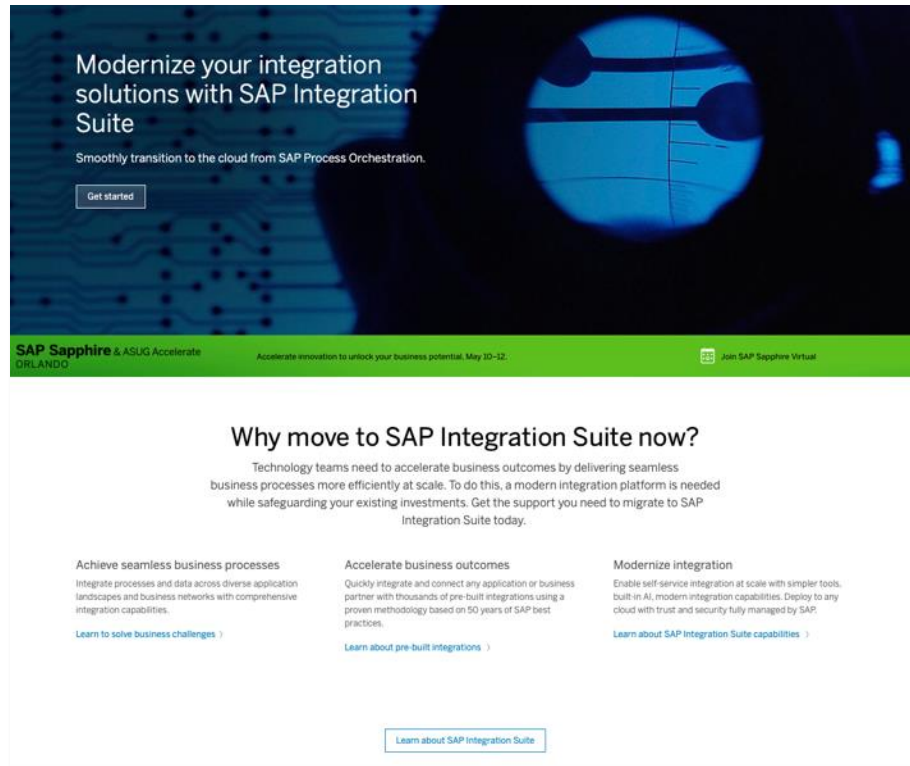 Modernize your integration
solutions with SAP Integration
Suite
Smoothly transition to the cloud from SAP Process Orchestration.
Get started
SAP Sapphire & ASUG Accelerate
ORLANDO
Accelerate innovation to unlock your business potential, May 10–12.
Join SAP Sapphire Virtual
Why move to SAP Integration Suite now?
Technology teams need to accelerate business outcomes by delivering seamless
business processes more efficiently at scale. To do this, a modern integration platform is needed
while safeguarding your existing investments. Get the support you need to migrate to SAP
Integration Suite today.
Achieve seamless business processes
Integrate processes and data across diverse application
landscapes and business networks with comprehensive
integration capabilities.
Learn to solve business challenges >
Accelerate business outcomes
Quickly integrate and connect any application or business
partner with thousands of pre-built integrations using a
proven methodology based on 50 years of SAP best
practices.
Learn about pre-built integrations >
Modernize integration
Enable self-service integration at scale with simpler tools,
built-in AI, modern integration capabilities. Deploy to any
cloud with trust and security fully managed by SAP.
Learn about SAP Integration Suite capabilities >
Learn about SAP Integration Suite